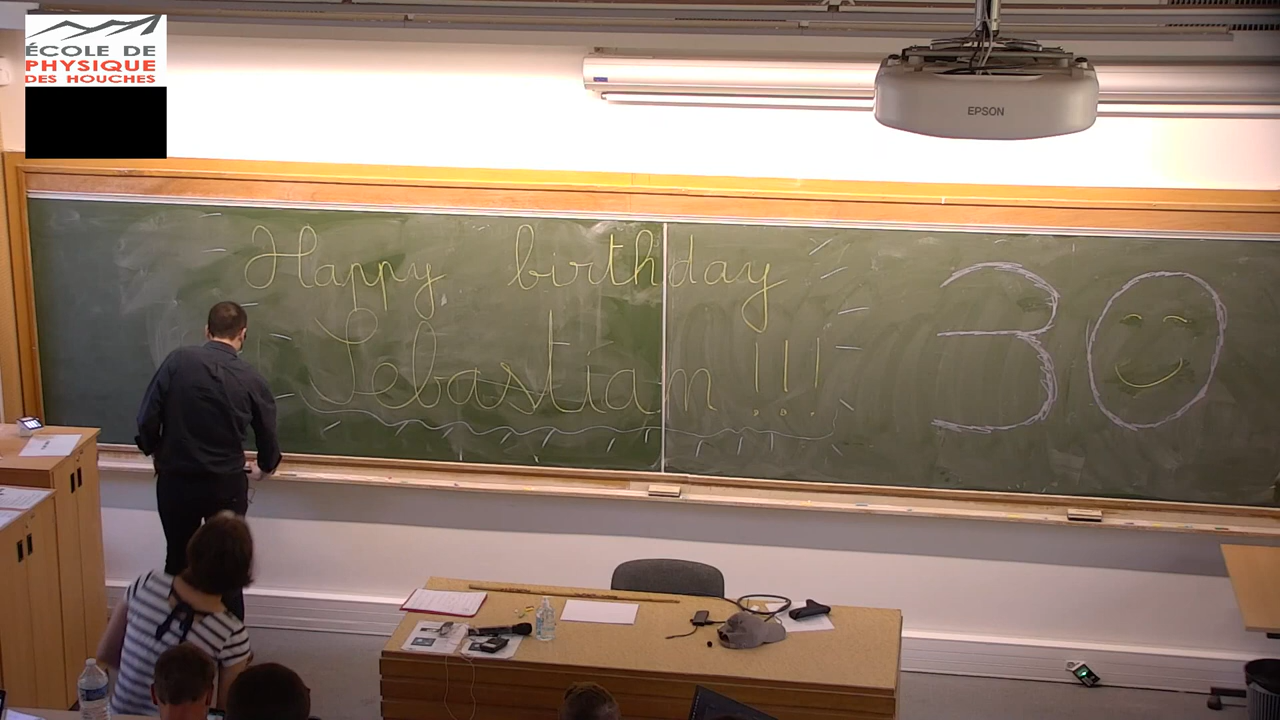 ÉCOLE DE
PHYSIQUE
DES HOUCHES
EPSON
Happy birthday
Sebastian !!!
30